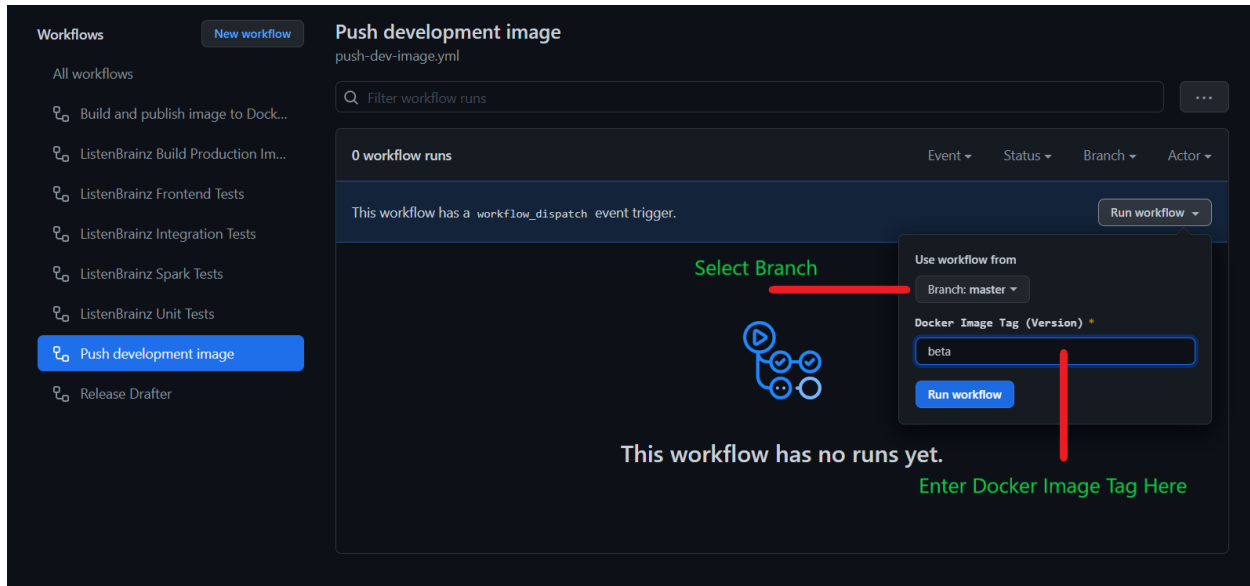 Workflows
New workflow
All workflows
Build and publish image to Dock...
ListenBrainz Build Production Im...
ListenBrainz Frontend Tests
ListenBrainz Integration Tests
ListenBrainz Spark Tests
ListenBrainz Unit Tests
Push development image
Release Drafter
Push development image
push-dev-image.yml
Filter workflow runs
0 workflow runs
Event
Status
Branch
Actor
This workflow has a workflow_dispatch event trigger.
Run workflow
Use workflow from
Select Branch
Branch: master
Docker Image Tag (Version) *
beta
Run workflow
This workflow has no runs yet.
Enter Docker Image Tag Here